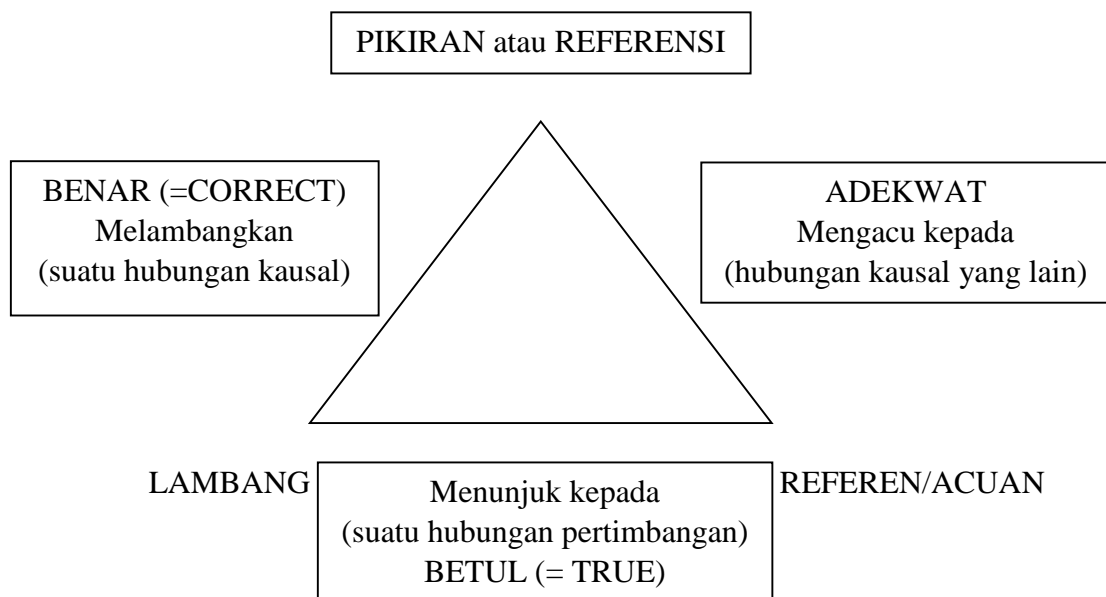 PIKIRAN atau REFERENSI
BENAR (=CORRECT)
Melambangkan
(suatu hubungan kausal)
ADEKWAT
Mengacu kepada
(hubungan kausal yang lain)
LAMBANG
Menunjuk kepada
(suatu hubungan pertimbangan)
BETUL (= TRUE)
REFEREN/ACUAN